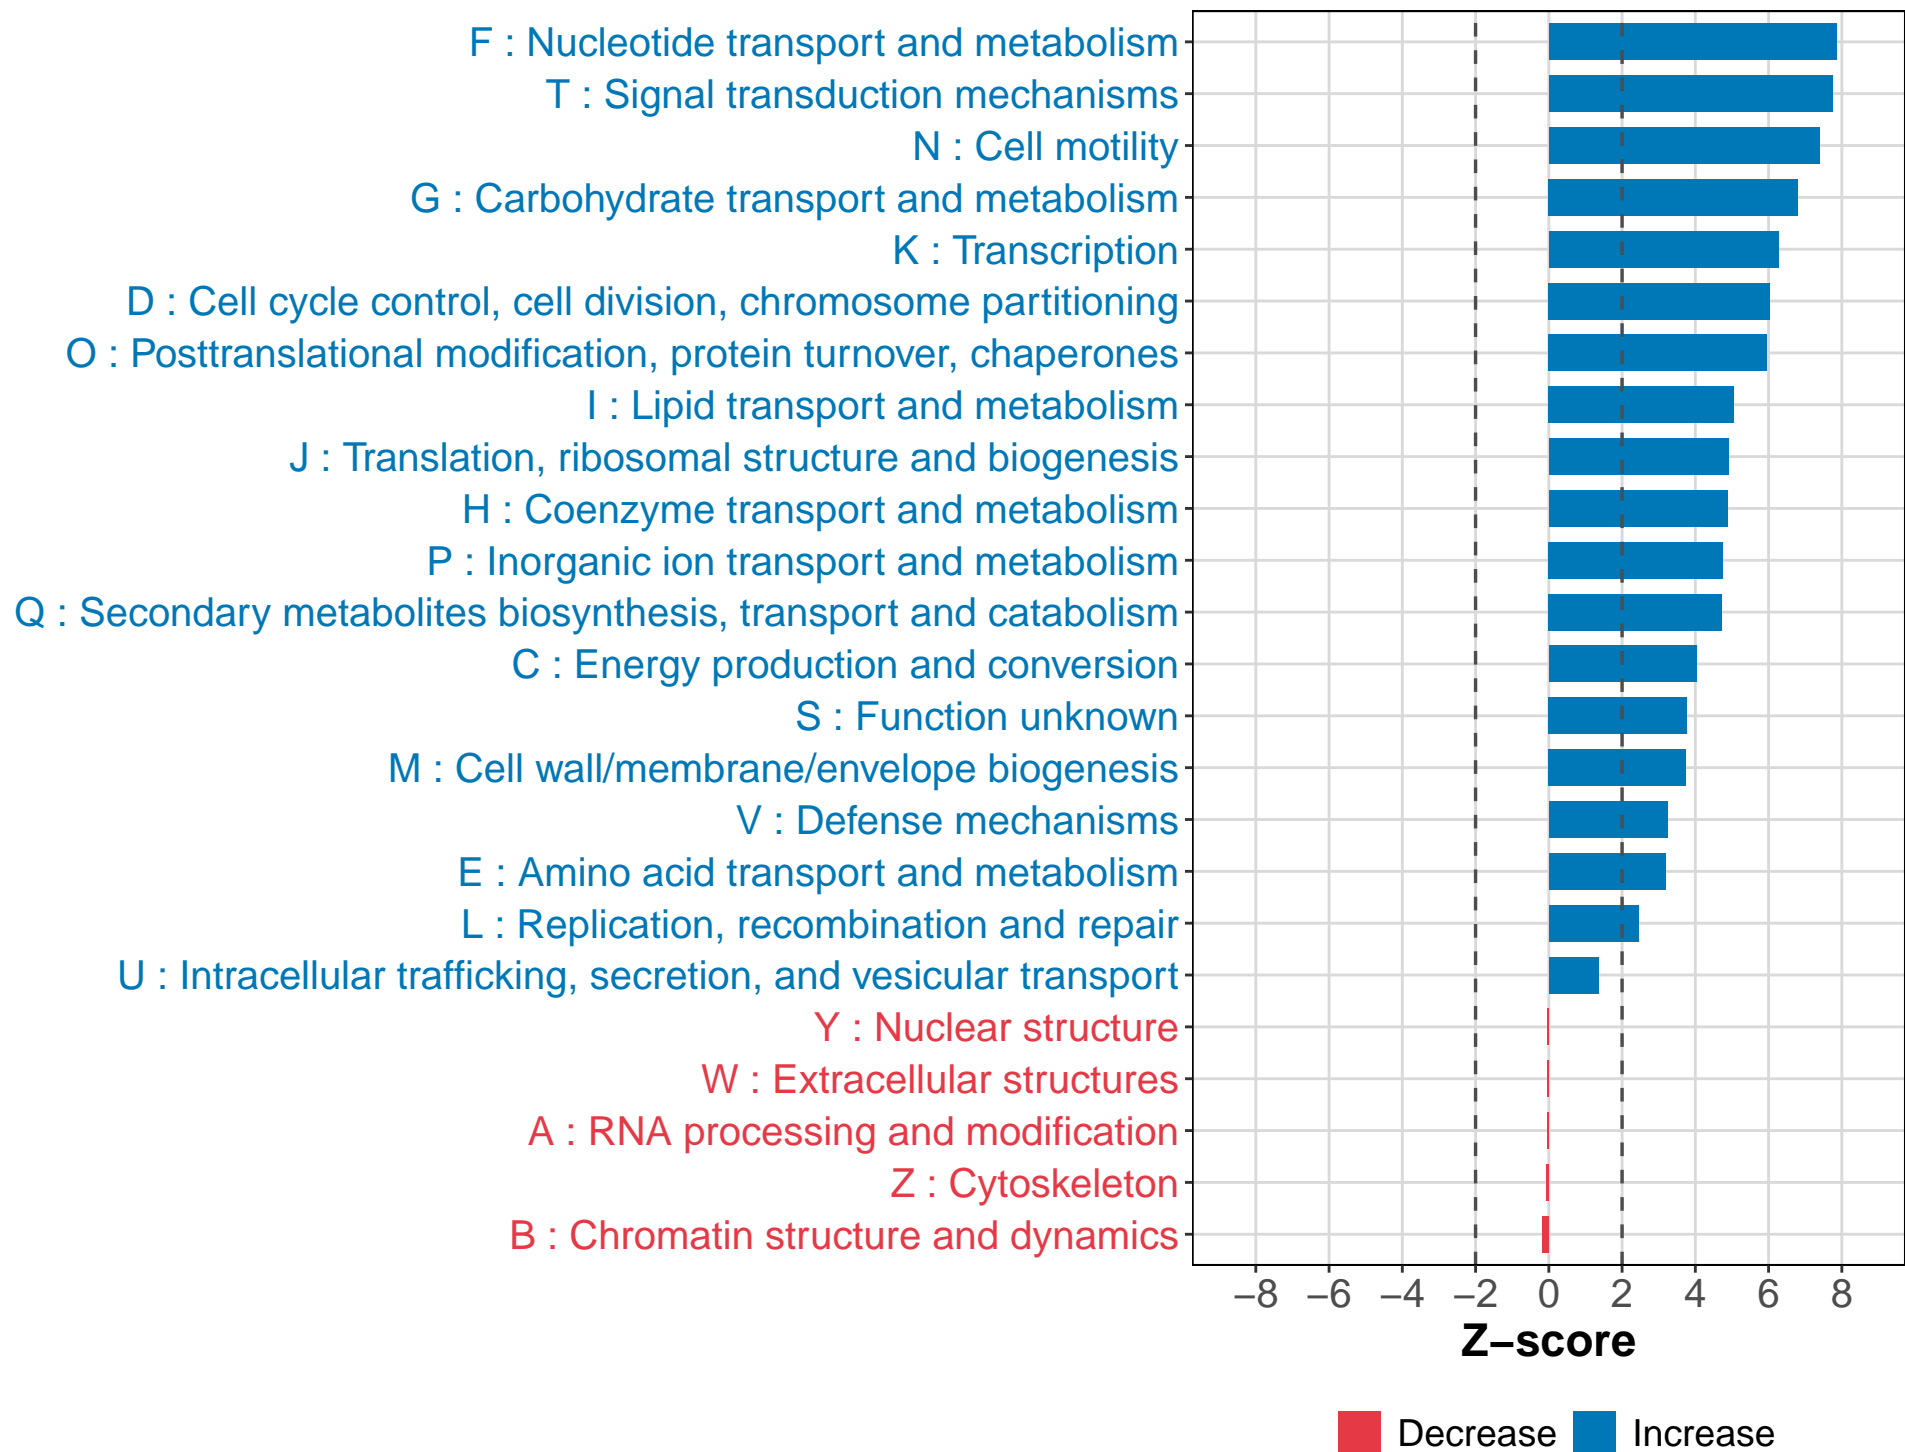 F : Nucleotide transport and metabolism
T : Signal transduction mechanisms
N : Cell motility
G : Carbohydrate transport and metabolism
K : Transcription
D : Cell cycle control, cell division, chromosome partitioning
O : Posttranslational modification, protein turnover, chaperones
I : Lipid transport and metabolism
J : Translation, ribosomal structure and biogenesis
H : Coenzyme transport and metabolism
P : Inorganic ion transport and metabolism
Q : Secondary metabolites biosynthesis, transport and catabolism
C : Energy production and conversion
S : Function unknown
M : Cell wall/membrane/envelope biogenesis
V : Defense mechanisms
E : Amino acid transport and metabolism
L : Replication, recombination and repair
U : Intracellular trafficking, secretion, and vesicular transport
Y : Nuclear structure
W : Extracellular structures
A : RNA processing and modification
Z : Cytoskeleton
B : Chromatin structure and dynamics
−8 −6 −4 −2 0 2 4 6 8
Z−score
Decrease Increase